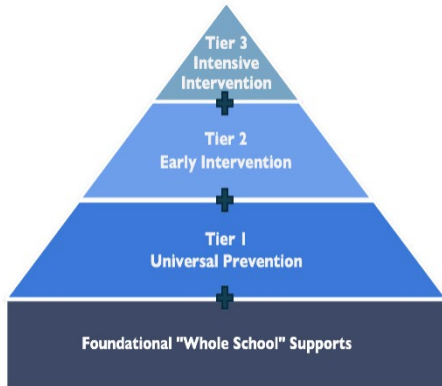 Tier 3
Intensive
Intervention
Tier 2
Early Intervention
Tier 1
Universal Prevention
Foundational "Whole School" Supports